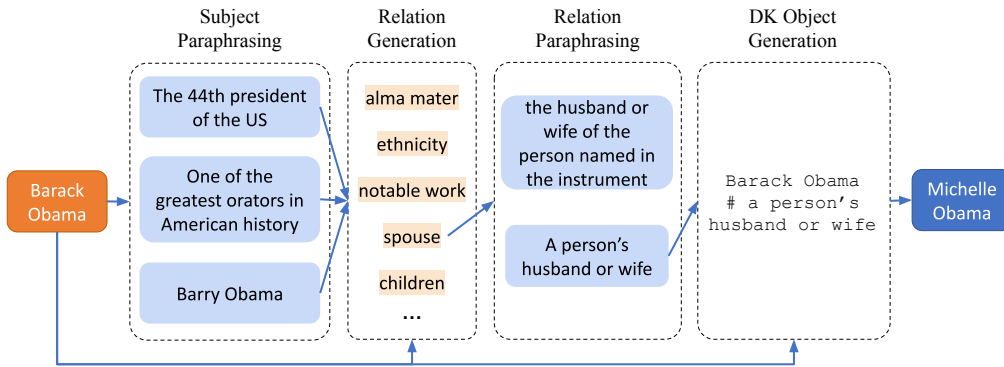 Subject
Paraphrasing
Relation
Generation
Relation
Paraphrasing
DK Object
Generation
Barack
Obama
The 44th president
of the US
One of the
greatest orators in
American history
Barry Obama
alma mater
ethnicity
notable work
spouse
children
...
the husband or
wife of the
person named in
the instrument
A person's
husband or wife
Barack Obama
# a person's
husband or wife
Michelle
Obama